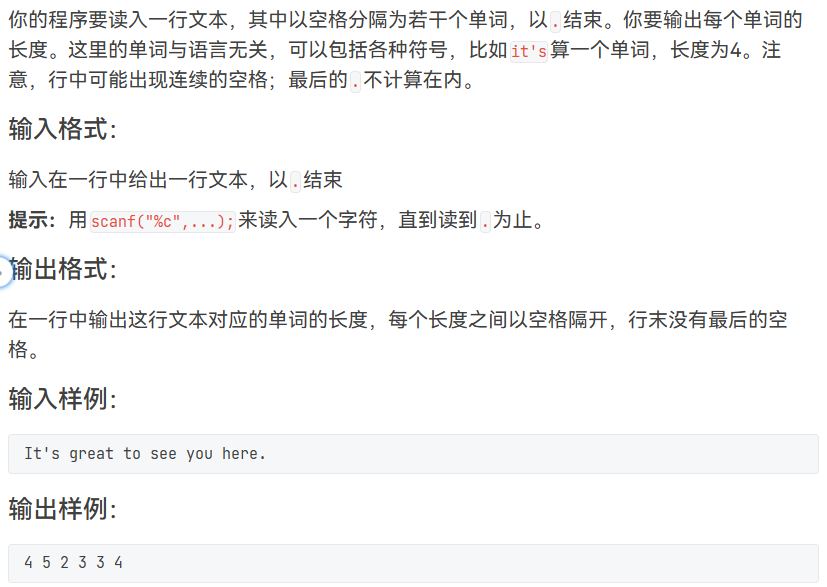 你的程序要读入一行文本，其中以空格分隔为若干个单词，以.结束。你要输出每个单词的
长度。这里的单词与语言无关，可以包括各种符号，比如it's算一个单词，长度为4。注
意，行中可能出现连续的空格；最后的.不计算在内。
输入格式：
输入在一行中给出一行文本，以.结束
提示：用scanf("%c",...);来读入一个字符，直到读到.为止。
输出格式：
在一行中输出这行文本对应的单词的长度，每个长度之间以空格隔开，行末没有最后的空
格。
输入样例：
It's great to see you here.
输出样例：
4 5 2 3 3 4